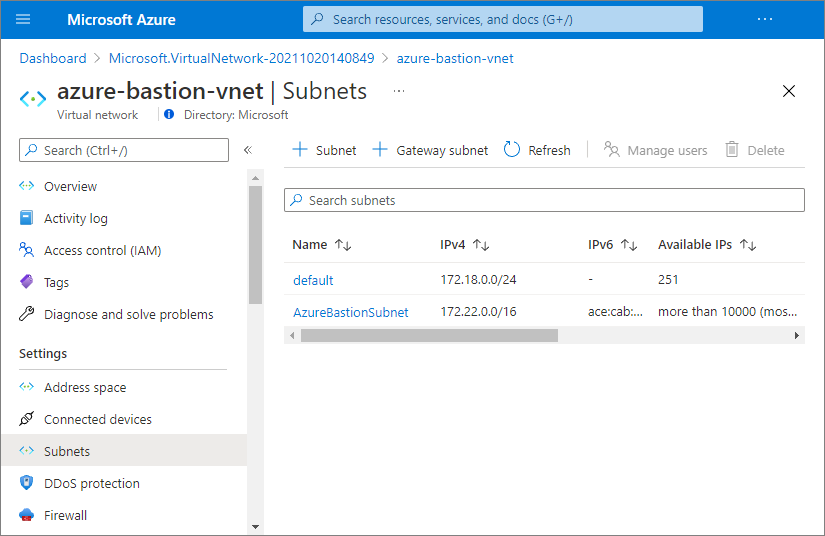 Microsoft Azure
Search resources, services, and docs (G+/)
...
Dashboard > Microsoft.VirtualNetwork-20211020140849 > azure-bastion-vnet
azure-bastion-vnet | Subnets ...
Virtual network
Directory: Microsoft
Search (Ctrl+/)
«
Overview
Activity log
Access control (IAM)
Tags
Diagnose and solve problems
Settings
Address space
Connected devices
Subnets
DDoS protection
Firewall
+ Subnet + Gateway subnet Refresh Manage users Delete
Search subnets
Name ↑↓ IPv4 ↑↓ IPv6 ↑↓ Available IPs ↑↓
default 172.18.0.0/24 - 251
AzureBastionSubnet 172.22.0.0/16 ace:cab:... more than 10000 (mos...